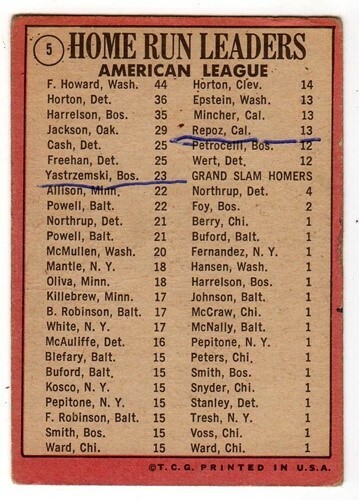 5 HOME RUN LEADERS
AMERICAN LEAGUE
F. Howard, Wash. 44
Horton, Det. 36
Harrelson, Bos. 35
Jackson, Oak. 29
Cash, Det. 25
Freehan, Det. 25
Yastrzemski, Bos. 23
Allison, Minn. 22
Powell, Balt. 22
Northrup, Det. 21
Powell, Balt. 21
McMullen, Wash. 20
Mantle, N. Y. 18
Oliva, Minn. 18
Killebrew, Minn. 17
B. Robinson, Balt. 17
White, N. Y. 17
McAuliffe, Det. 16
Blefary, Balt. 15
Buford, Balt. 15
Kosco, N. Y. 15
Pepitone, N. Y. 15
F. Robinson, Balt. 15
Smith, Bos. 15
Ward, Chi. 15
Horton, Clev. 14
Epstein, Wash. 13
Mincher, Cal. 13
Repoz, Cal. 13
Petrocelli, Bos. 12
Wert, Det. 12
GRAND SLAM HOMERS
Northrup, Det. 4
Foy, Bos. 2
Berry, Chi. 1
Buford, Balt. 1
Fernandez, N. Y. 1
Hansen, Wash. 1
Harrelson, Bos. 1
Johnson, Balt. 1
McCraw, Chi. 1
McNally, Balt. 1
Pepitone, N. Y. 1
Peters, Chi. 1
Smith, Bos. 1
Snyder, Chi. 1
Stanley, Det. 1
Tresh, N. Y. 1
Voss, Chi. 1
Ward, Chi. 1
©T.C.G. PRINTED IN U.S.A.